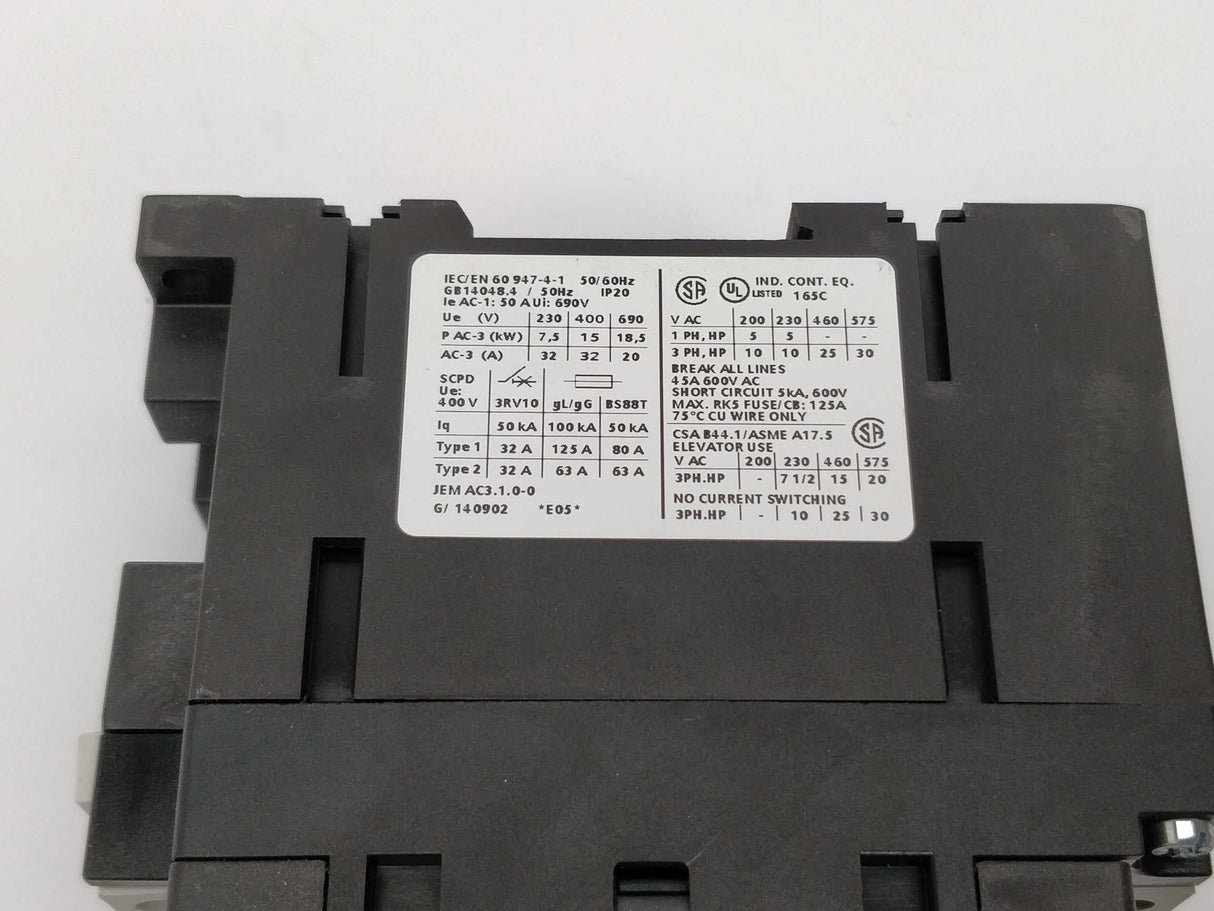 IEC/EN 60 947-4-1 50/60Hz
GB14048.4 / 50Hz IP20
Ie AC-1: 50 A Ui: 690V
Ue (V) 230 400 690
P AC-3 (kW) 7,5 15 18,5
AC-3 (A) 32 32 20
SCPD
Ue:
400 V 3RV10 gL/gG BS88T
Iq 50 kA 100 kA 50 kA
Type 1 32 A 125 A 80 A
Type 2 32 A 63 A 63 A
JEM AC3.1.0-0
G/ 140902 *E05*
SA UL LISTED IND. CONT. EQ.
165C
V AC 200 230 460 575
1 PH, HP 5 5 - -
3 PH, HP 10 10 25 30
BREAK ALL LINES
45A 600V AC
SHORT CIRCUIT 5kA, 600V
MAX. RK5 FUSE/CB: 125A
75°C CU WIRE ONLY
CSA B44.1/ASME A17.5 SA
ELEVATOR USE
V AC 200 230 460 575
3PH.HP - 7 1/2 15 20
NO CURRENT SWITCHING
3PH.HP - 10 25 30